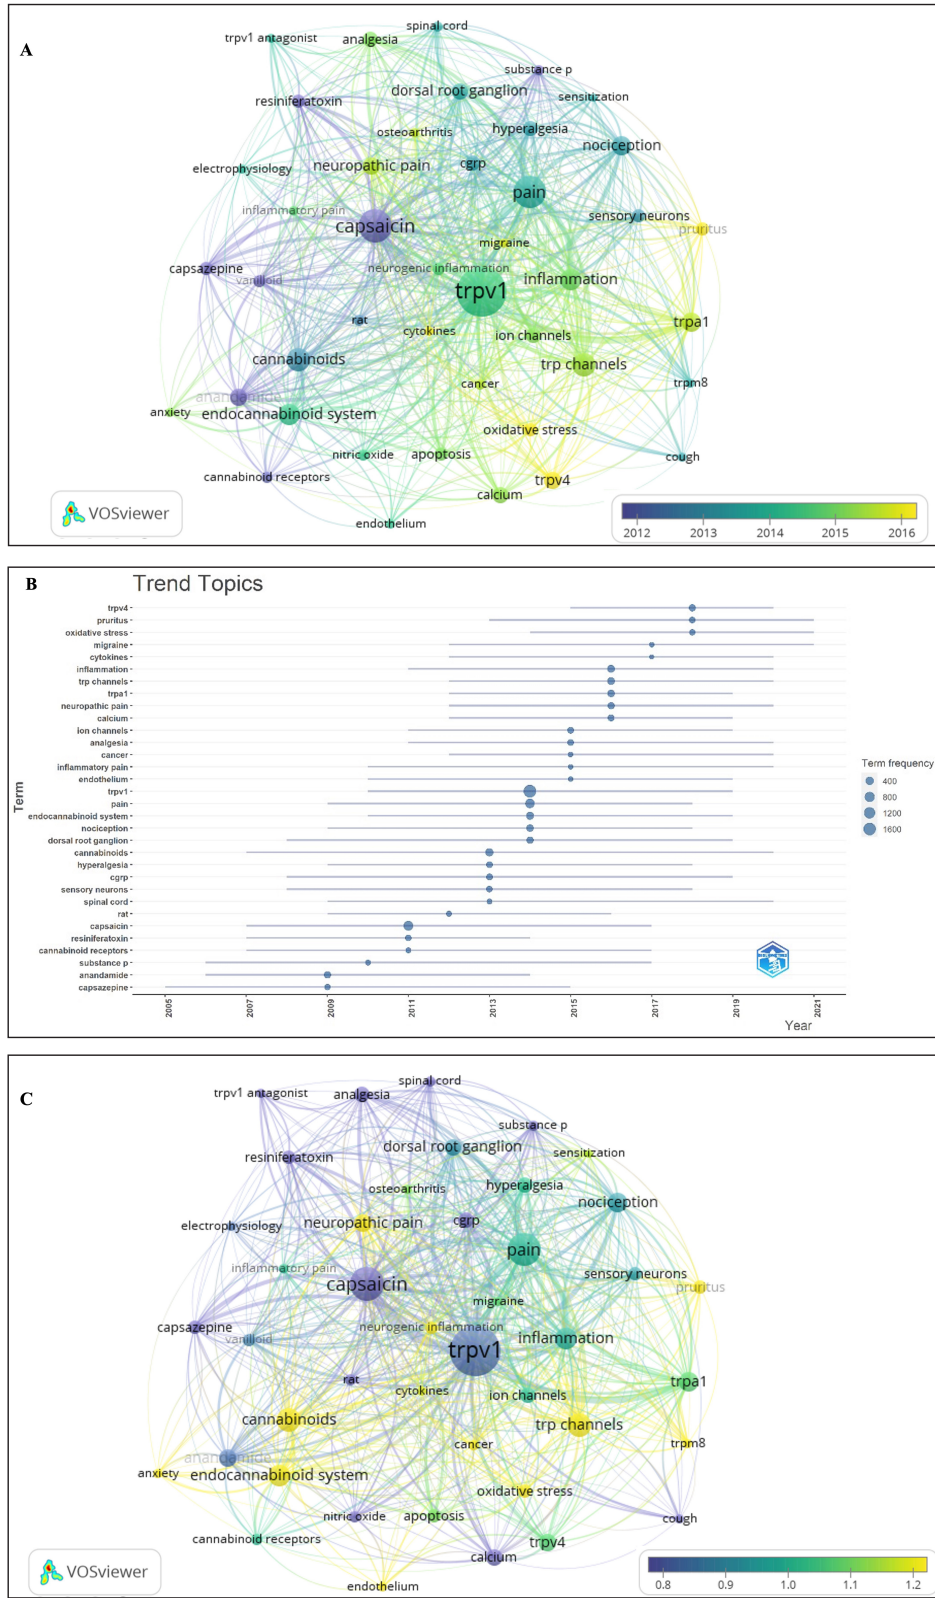 A
spinal cord
trpv1 antagonist
analgesia
substance p
dorsal root ganglion
resiniferatoxin
sensitization
osteoarthritis
hyperalgesia
nociception
neuropathic pain
cgrp
electrophysiology
pain
inflammatory pain
sensory neurons
capsaicin
pruritus
migraine
capsazepine
neurogenic inflammation
vanilloid
inflammation
trpv1
rat
cytokines
ion channels
trpa1
cannabinoids
trp channels
cancer
trpm8
anandamide
anxiety
endocannabinoid system
oxidative stress
nitric oxide
apoptosis
cough
cannabinoid receptors
trpv4
calcium
endothelium
VOSviewer
2012 2013 2014 2015 2016
B
Trend Topics
trpv4
pruritus
oxidative stress
migraine
cytokines
inflammation
trp channels
trpa1
neuropathic pain
calcium
ion channels
analgesia
cancer
inflammatory pain
endothelium
trpv1
pain
endocannabinoid system
nociception
dorsal root ganglion
cannabinoids
hyperalgesia
cgrp
sensory neurons
spinal cord
rat
capsaicin
resiniferatoxin
cannabinoid receptors
substance p
anandamide
capsazepine
Term
Term frequency
400
800
1200
1600
2005 2007 2009 2011 2013 2015 2017 2019 2021
Year
C
spinal cord
trpv1 antagonist
analgesia
substance p
dorsal root ganglion
sensitization
resiniferatoxin
osteoarthritis
hyperalgesia
nociception
neuropathic pain
cgrp
electrophysiology
pain
inflammatory pain
sensory neurons
capsaicin
pruritus
migraine
capsazepine
neurogenic inflammation
vanilloid
inflammation
trpv1
rat
cytokines
ion channels
trpa1
cannabinoids
trp channels
cancer
trpm8
anandamide
anxiety
endocannabinoid system
oxidative stress
nitric oxide
apoptosis
cough
cannabinoid receptors
trpv4
calcium
endothelium
VOSviewer
0.8 0.9 1.0 1.1 1.2